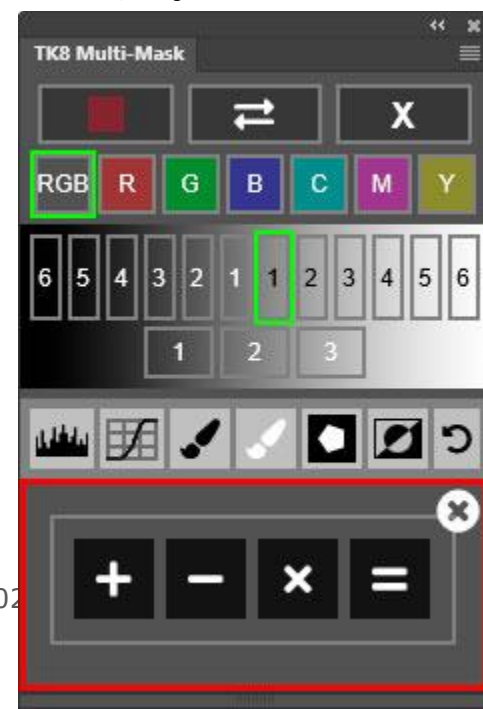 TK8 Multi-Mask
X
RGB R G B C M Y
6 5 4 3 2 1 1 2 3 4 5 6
1 2 3
02
+ − × =